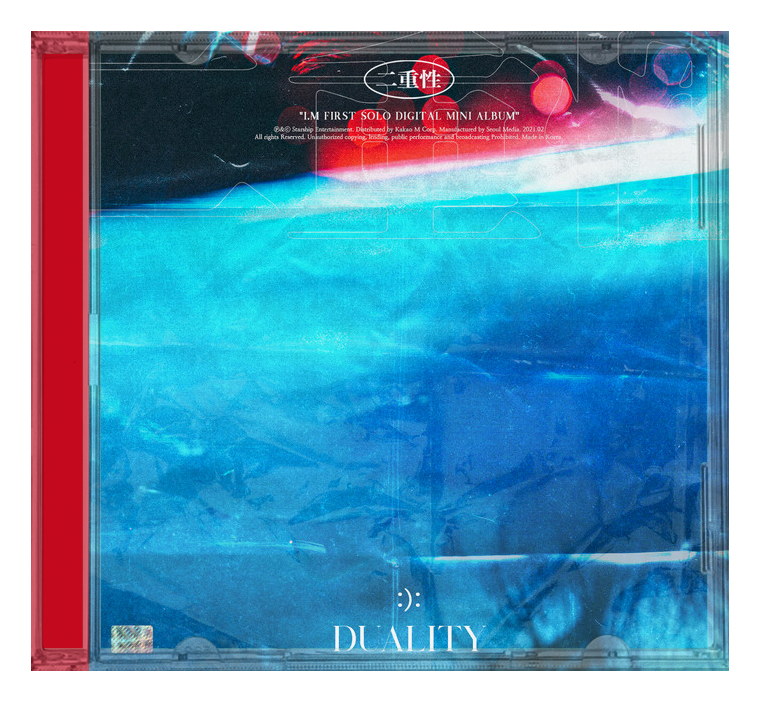 二重性
"I.M FIRST SOLO DIGITAL MINI ALBUM"
℗&© Starship Entertainment. Distributed by Kakao M Corp. Manufactured by Seoul Media. 2021.02
All rights Reserved. Unauthorized copying, lending, public performance and broadcasting Prohibited. Made in Korea
:):
DUALITY